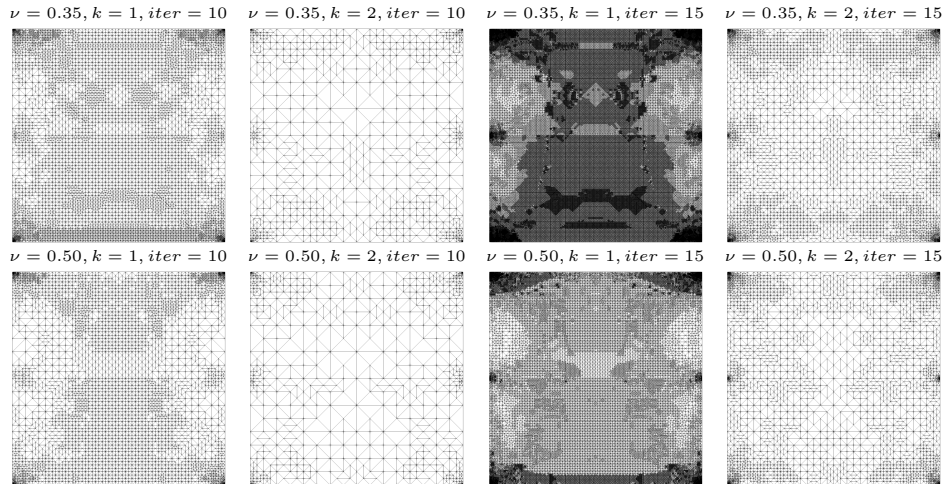 ν = 0.35, k = 1, iter = 10
ν = 0.35, k = 2, iter = 10
ν = 0.35, k = 1, iter = 15
ν = 0.35, k = 2, iter = 15
ν = 0.50, k = 1, iter = 10
ν = 0.50, k = 2, iter = 10
ν = 0.50, k = 1, iter = 15
ν = 0.50, k = 2, iter = 15